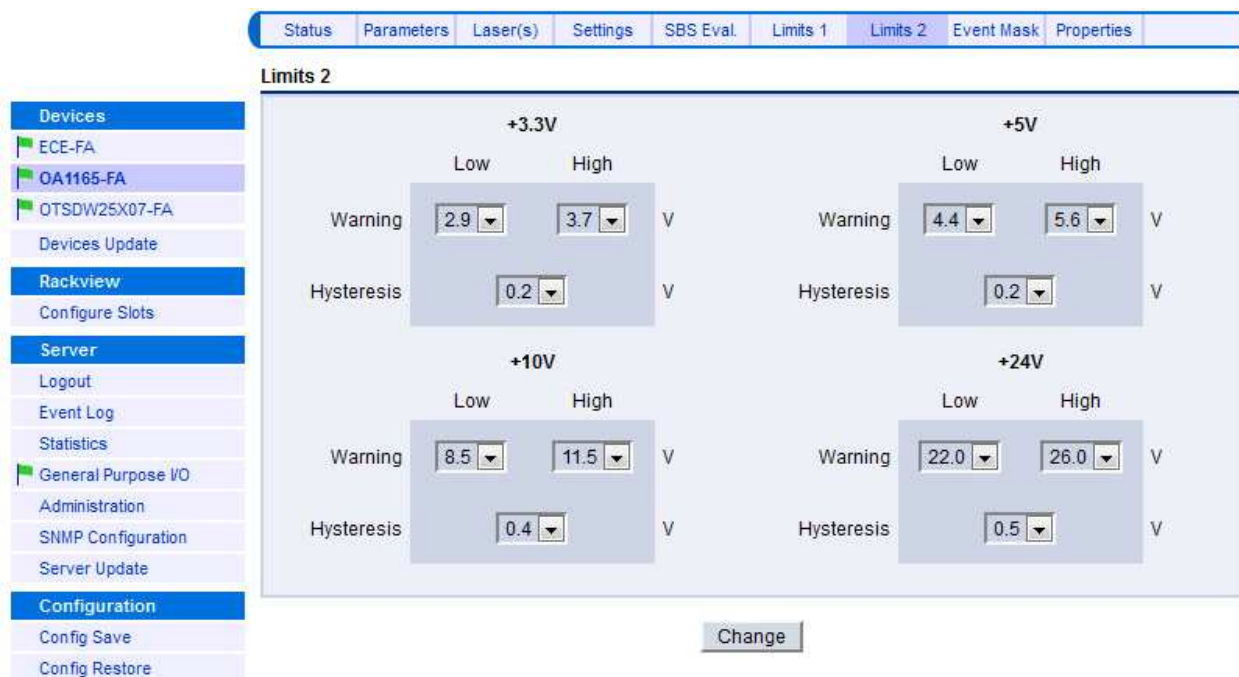 Status Parameters Laser(s) Settings SBS Eval. Limits 1 Limits 2 Event Mask Properties
Limits 2
Devices
ECE-FA
OA1165-FA
OTSDW25X07-FA
Devices Update
Rackview
Configure Slots
Server
Logout
Event Log
Statistics
General Purpose I/O
Administration
SNMP Configuration
Server Update
Configuration
Config Save
Config Restore
+3.3V
Low High
Warning 2.9 3.7 V
Hysteresis 0.2 V
+5V
Low High
Warning 4.4 5.6 V
Hysteresis 0.2 V
+10V
Low High
Warning 8.5 11.5 V
Hysteresis 0.4 V
+24V
Low High
Warning 22.0 26.0 V
Hysteresis 0.5 V
Change